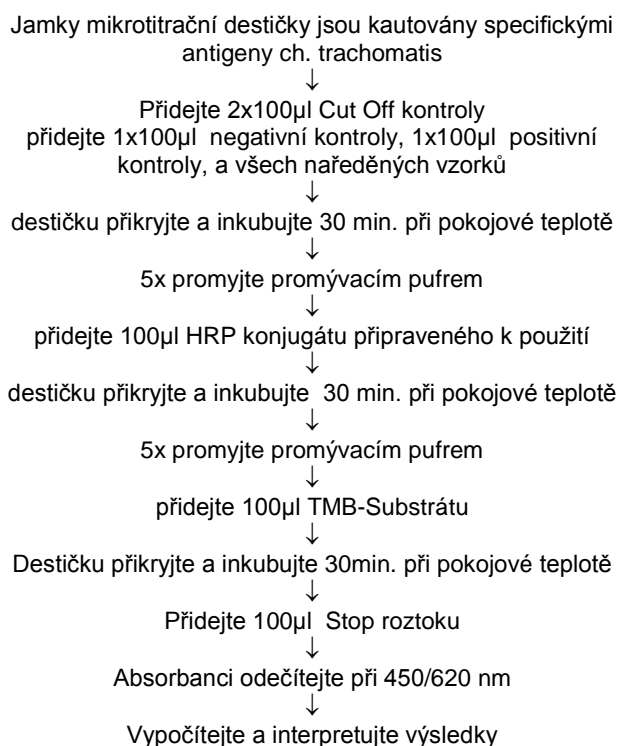 Jamky mikrotitrační destičky jsou kautovány specifickými
antigeny ch. trachomatis
↓
Přidejte 2x100µl Cut Off kontroly
přidejte 1x100µl negativní kontroly, 1x100µl positivní
kontroly, a všech naředěných vzorků
↓
destičku přikryjte a inkubujte 30 min. při pokojové teplotě
↓
5x promyjte promývacím pufrem
↓
přidejte 100µl HRP konjugátu připraveného k použití
↓
destičku přikryjte a inkubujte 30 min. při pokojové teplotě
↓
5x promyjte promývacím pufrem
↓
přidejte 100µl TMB-Substrátu
↓
Destičku přikryjte a inkubujte 30min. při pokojové teplotě
↓
Přidejte 100µl Stop roztoku
↓
Absorbanci odečítejte při 450/620 nm
↓
Vypočítejte a interpretujte výsledky